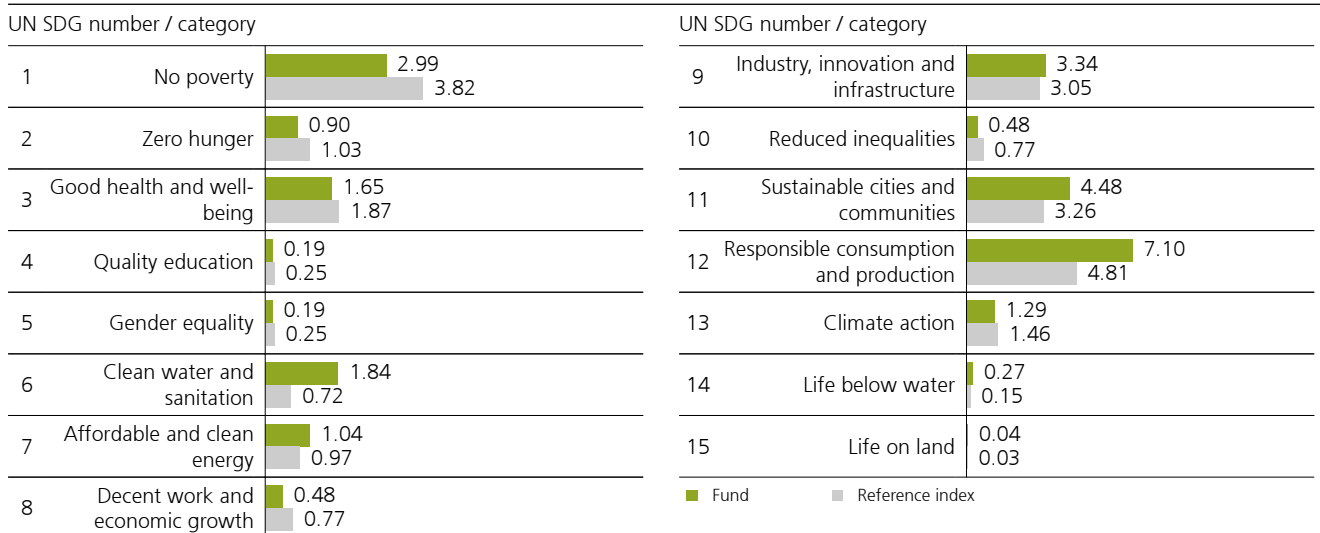 UN SDG number / category
1
No poverty
2.99
3.82
2
Zero hunger
0.90
1.03
3
Good health and well-
being
1.65
1.87
4
Quality education
0.19
0.25
5
Gender equality
0.19
0.25
6
Clean water and
sanitation
1.84
0.72
7
Affordable and clean
energy
1.04
0.97
8
Decent work and
economic growth
0.48
0.77
UN SDG number / category
9
Industry, innovation and
infrastructure
3.34
3.05
10
Reduced inequalities
0.48
0.77
11
Sustainable cities and
communities
4.48
3.26
12
Responsible consumption
and production
7.10
4.81
13
Climate action
1.29
1.46
14
Life below water
0.27
0.15
15
Life on land
0.04
0.03
Fund
Reference index